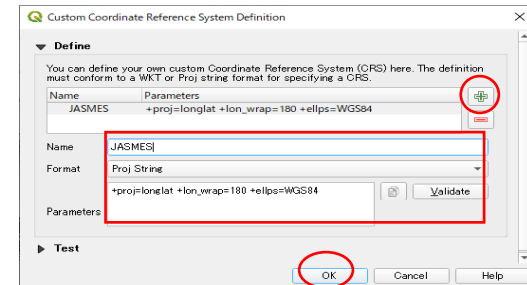 Custom Coordinate Reference System Definition
Define
You can define your own custom Coordinate Reference System (CRS) here. The definition
must conform to a WKT or Proj string format for specifying a CRS.
Name Parameters
JASMES +proj=longlat +lon_wrap=180 +ellps=WGS84
Name JASMES
Format Proj String
+proj=longlat +lon_wrap=180 +ellps=WGS84 Validate
Parameters
Test
OK Cancel Help